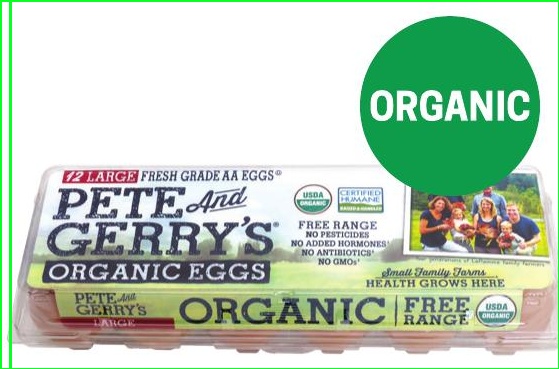 ORGANIC
12 LARGE FRESH GRADE AA EGGS®
PETE And
GERRY'S®
ORGANIC EGGS
USDA
ORGANIC
CERTIFIED
HUMANE
RAISED & HANDLED
FREE RANGE
NO PESTICIDES
NO ADDED HORMONES
NO ANTIBIOTICS
NO GMOs
Small Family Farms
HEALTH GROWS HERE
PETE And
GERRY'S
LARGE
ORGANIC
FREE
RANGE
USDA
ORGANIC